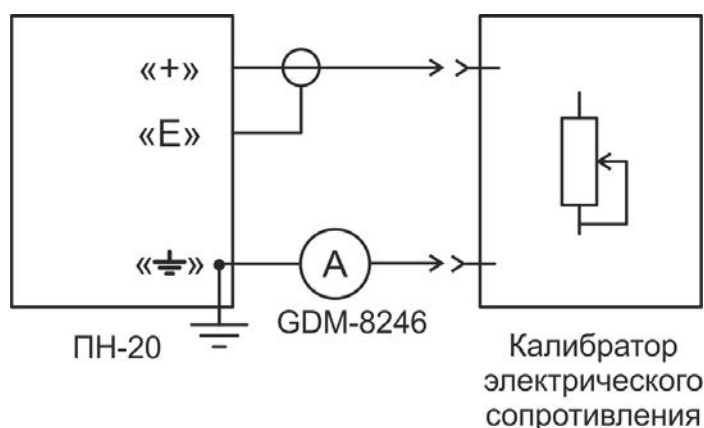 «+»
«E»
«⏚»
A
GDM-8246
ПН-20
Калибратор
электрического
сопротивления